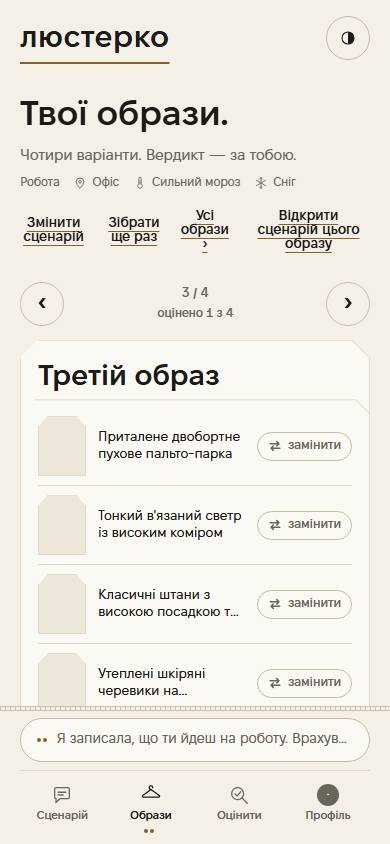 люстерко
Твої образи.
Чотири варіанти. Вердикт — за тобою.
Робота Офіс Сильний мороз Сніг
Змінити
сценарій
Зібрати
ще раз
Усі
образи
›
Відкрити
сценарій цього
образу
‹
3 / 4
оцінено 1 з 4
›
Третій образ
Приталене двобортне
пухове пальто-парка
замінити
Тонкий в'язаний светр
із високим коміром
замінити
Класичні штани з
високою посадкою т...
замінити
Утеплені шкіряні
черевики на...
замінити
Я записала, що ти йдеш на роботу. Врахув...
Сценарій
Образи
Оцінити
Профіль